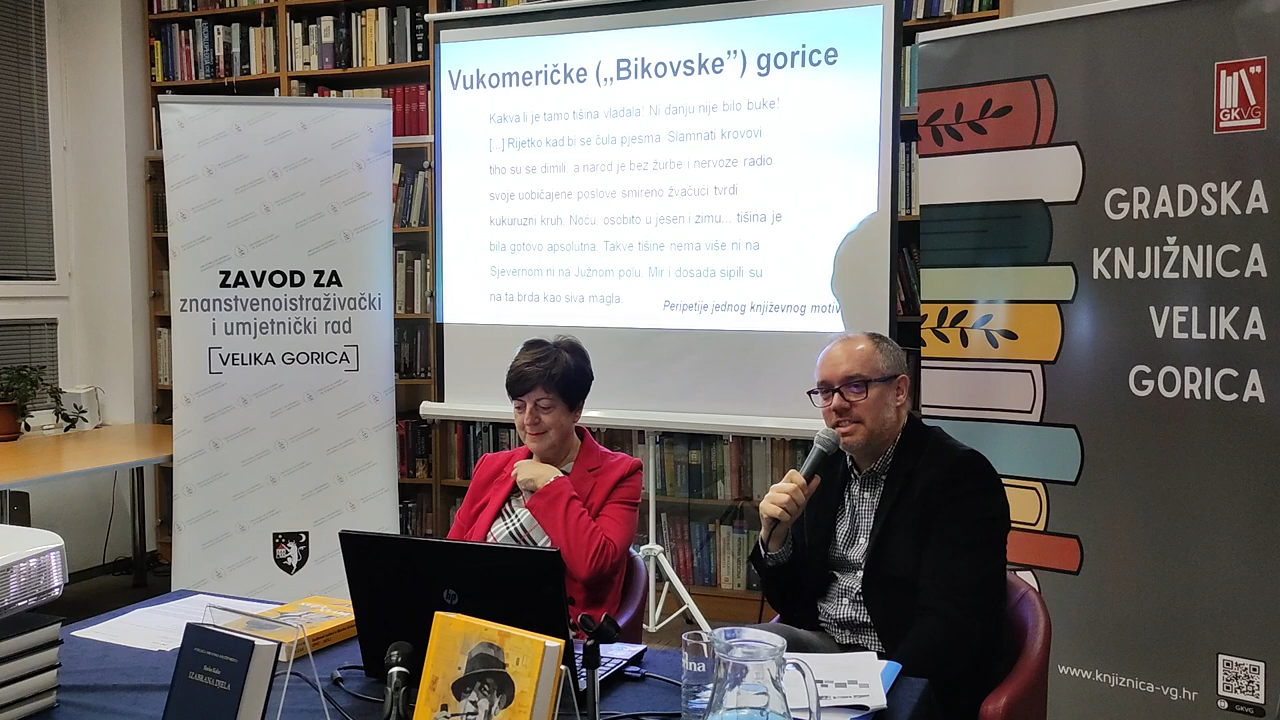 Vukomeričke („Bikovske”) gorice
Kakva li je tamo tišina vladala! Ni danju nije bilo buke!
[...] Rijetko kad bi se čula pjesma. Slamnati krovovi
tiho su se dimili, a narod je bez žurbe i nervoze radio
svoje uobičajene poslove smireno žvačući tvrdi
kukuruzni kruh. Noću, osobito u jesen i zimu... tišina je
bila gotovo apsolutna. Takve tišine nema više ni na
Sjevernom ni na Južnom polu. Mir i dosada sipili su
na ta brda kao siva magla.
Peripetije jednog književnog motiv
ZAVOD ZA
znanstvenoistraživački
i umjetnički rad
[VELIKA GORICA]
GKVG
GRADSKA
KNJIŽNICA
VELIKA
GORICA
www.knjiznica-vg.hr
GKVG
hp
IZABRANA DJELA